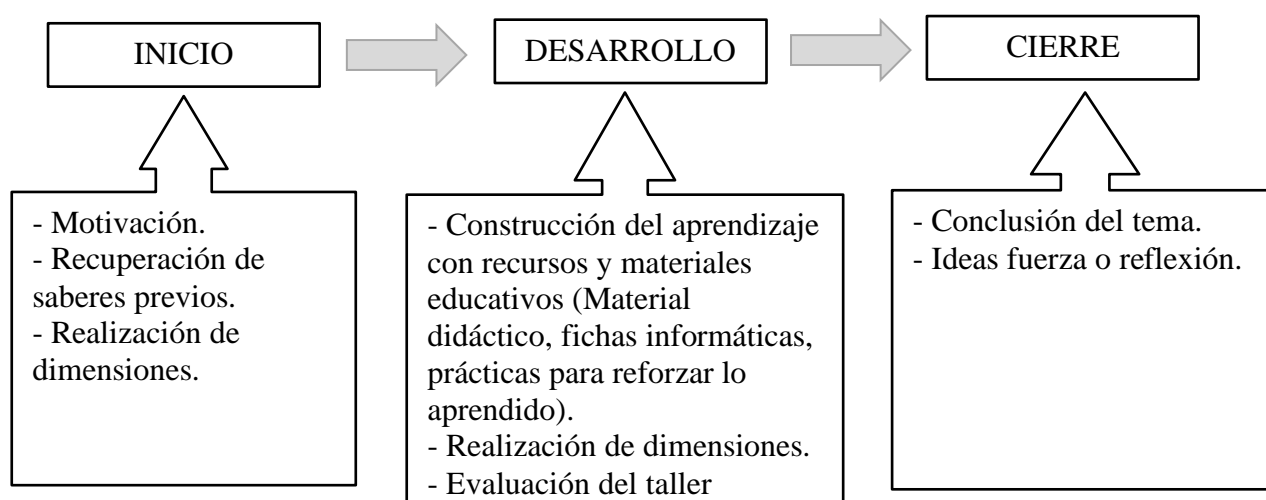 INICIO
DESARROLLO
CIERRE
- Motivación.
- Recuperación de
saberes previos.
- Realización de
dimensiones.
- Construcción del aprendizaje
con recursos y materiales
educativos (Material
didáctico, fichas informáticas,
prácticas para reforzar lo
aprendido).
- Realización de dimensiones.
- Evaluación del taller
- Conclusión del tema.
- Ideas fuerza o reflexión.